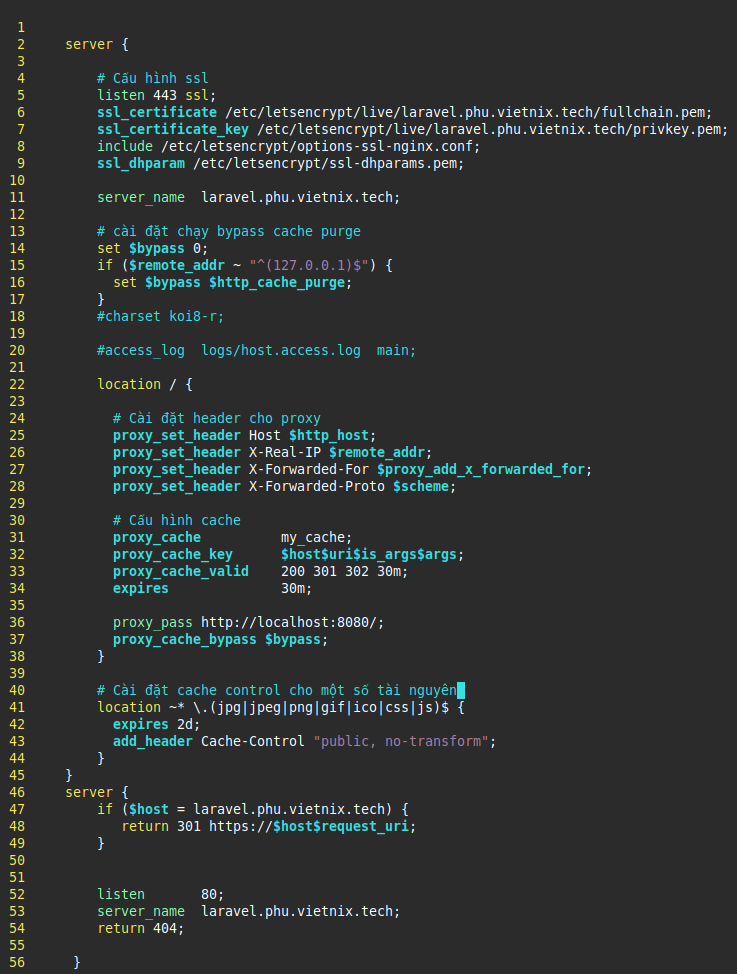 1
2     server {
3
4         # Cấu hình ssl
5         listen 443 ssl;
6         ssl_certificate /etc/letsencrypt/live/laravel.phu.vietnix.tech/fullchain.pem;
7         ssl_certificate_key /etc/letsencrypt/live/laravel.phu.vietnix.tech/privkey.pem;
8         include /etc/letsencrypt/options-ssl-nginx.conf;
9         ssl_dhparam /etc/letsencrypt/ssl-dhparams.pem;
10
11         server_name  laravel.phu.vietnix.tech;
12
13         # cài đặt chạy bypass cache purge
14         set $bypass 0;
15         if ($remote_addr ~ "^(127.0.0.1)$") {
16           set $bypass $http_cache_purge;
17         }
18         #charset koi8-r;
19
20         #access_log  logs/host.access.log  main;
21
22         location / {
23
24           # Cài đặt header cho proxy
25           proxy_set_header Host $http_host;
26           proxy_set_header X-Real-IP $remote_addr;
27           proxy_set_header X-Forwarded-For $proxy_add_x_forwarded_for;
28           proxy_set_header X-Forwarded-Proto $scheme;
29
30           # Cấu hình cache
31           proxy_cache          my_cache;
32           proxy_cache_key      $host$uri$is_args$args;
33           proxy_cache_valid    200 301 302 30m;
34           expires              30m;
35
36           proxy_pass http://localhost:8080/;
37           proxy_cache_bypass $bypass;
38         }
39
40         # Cài đặt cache control cho một số tài nguyên
41         location ~* \.(jpg|jpeg|png|gif|ico|css|js)$ {
42           expires 2d;
43           add_header Cache-Control "public, no-transform";
44         }
45     }
46     server {
47         if ($host = laravel.phu.vietnix.tech) {
48            return 301 https://$host$request_uri;
49         }
50
51
52         listen       80;
53         server_name  laravel.phu.vietnix.tech;
54         return 404;
55
56      }